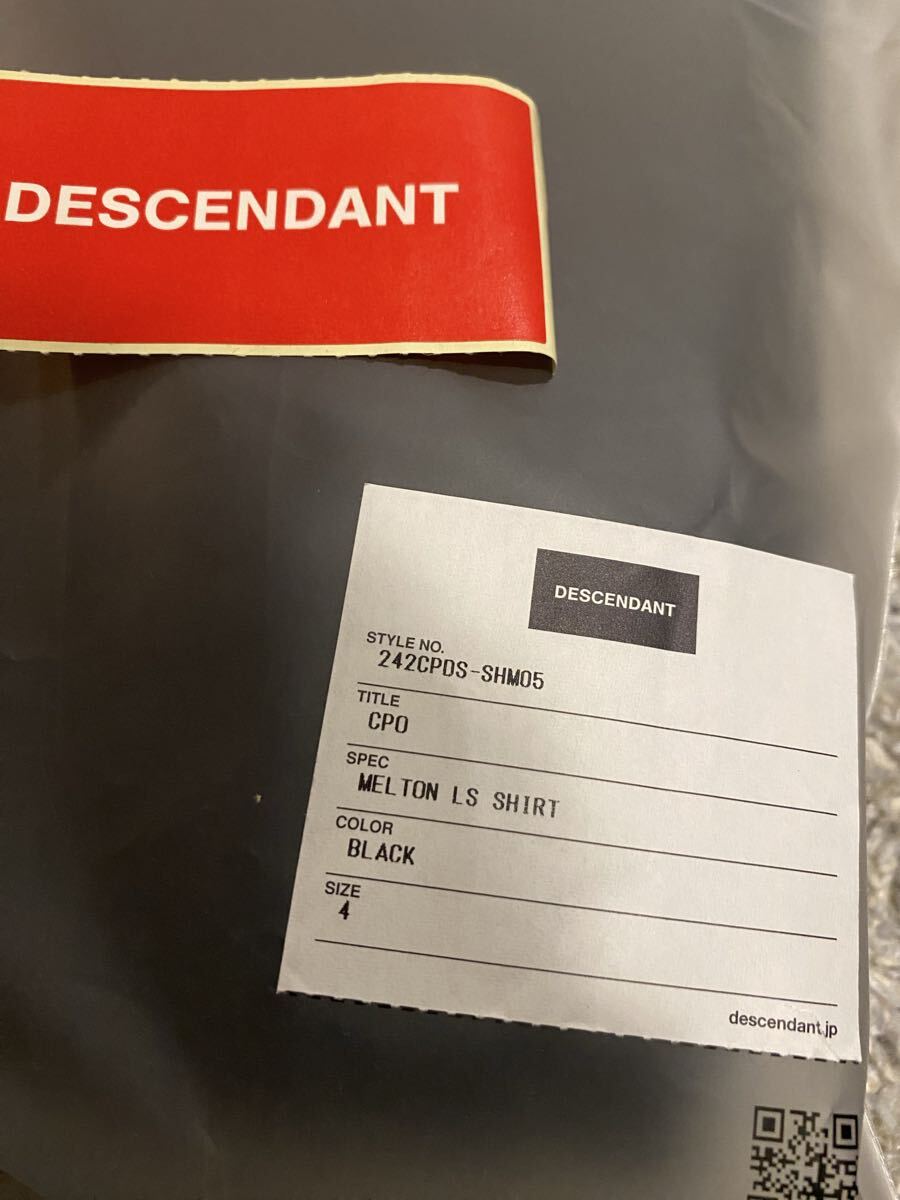 DESCENDANT
DESCENDANT
STYLE NO.
242CPDS-SHM05
TITLE
CPO
SPEC
MELTON LS SHIRT
COLOR
BLACK
SIZE
4
descendant.jp